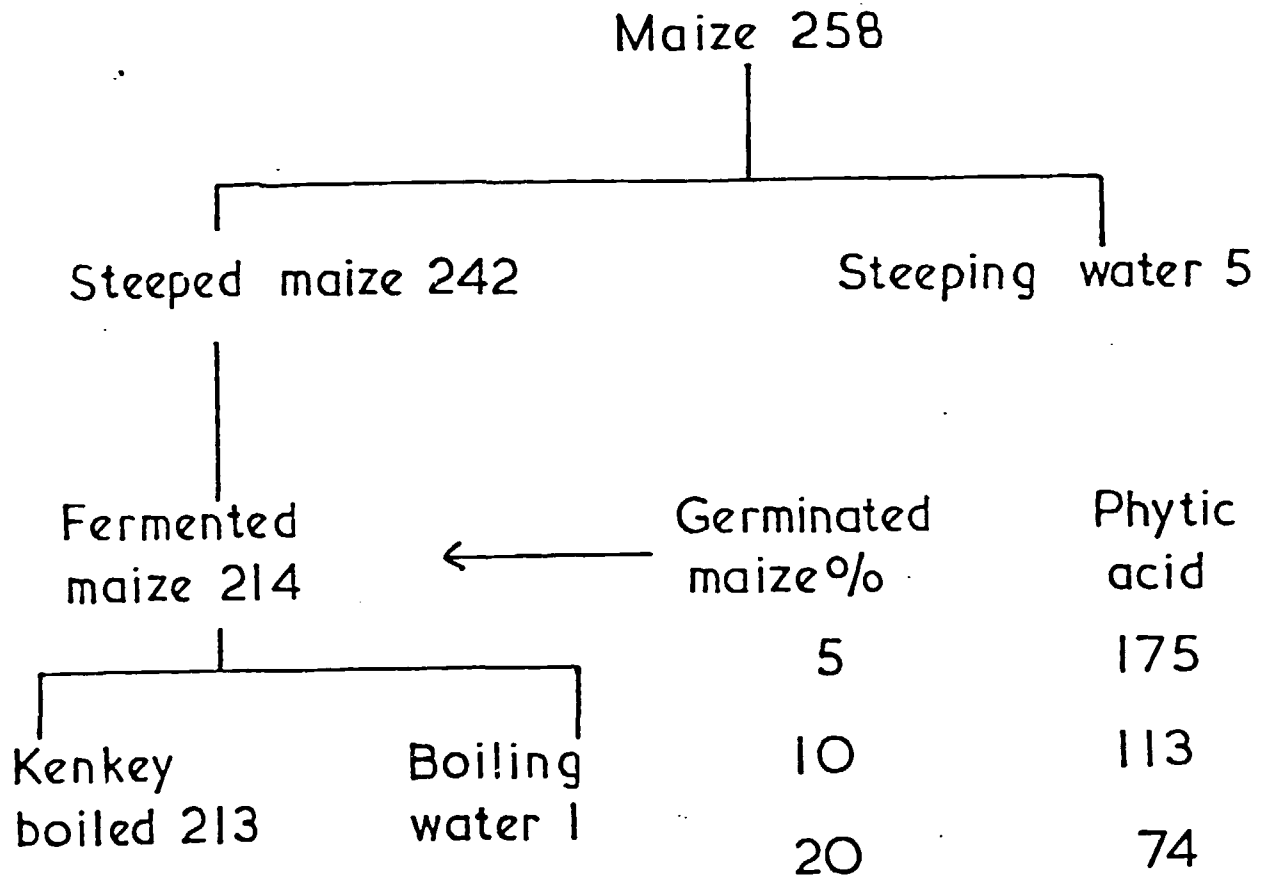 Maize 258
Steeped maize 242
Steeping water 5
Fermented
maize 214
Germinated
maize %
Phytic
acid
5 175
10 113
20 74
Kenkey
boiled 213
Boiling
water 1